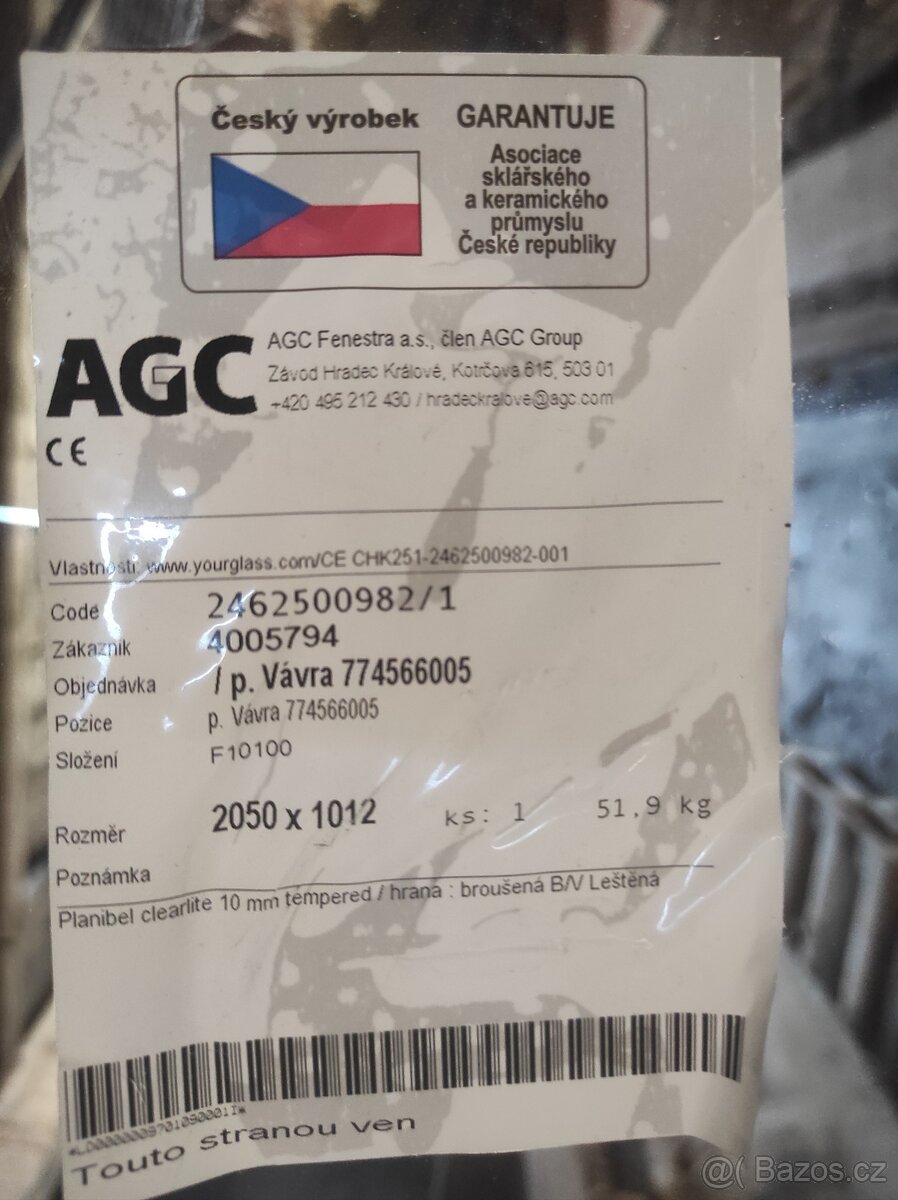 Český výrobek
GARANTUJE
Asociace
sklářského
a keramického
průmyslu
České republiky
AGC
AGC Fenestra a.s., člen AGC Group
Závod Hradec Králové, Kotrčova 615, 503 01
+420 495 212 430 / hradeckralove@agc.com
CE
Vlastnosti: www.yourglass.com/CE CHK251-2462500982-001
Code 2462500982/1
Zákazník 4005794
Objednávka / p. Vávra 774566005
Pozice p. Vávra 774566005
Složení F10100
Rozměr 2050 x 1012 ks: 1 51,9 kg
Poznámka
Planibel clearlite 10 mm tempered / hrana : broušená B/V Leštěná
Touto stranou ven
@( Bazos.cz